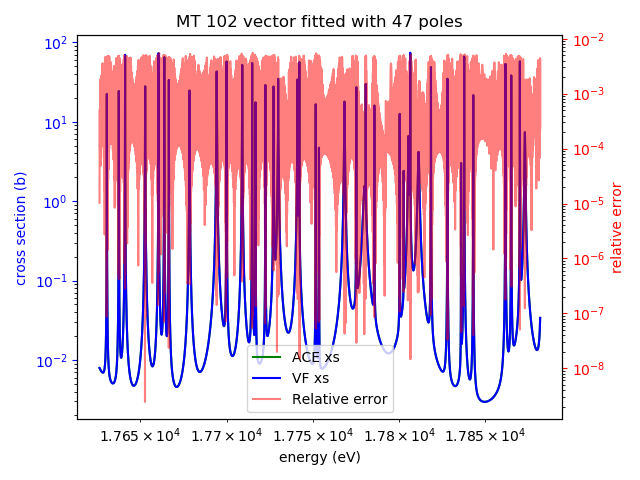 MT 102 vector fitted with 47 poles
cross section (b)
10²
10¹
10⁰
10⁻¹
10⁻²
relative error
10⁻²
10⁻³
10⁻⁴
10⁻⁵
10⁻⁶
10⁻⁷
10⁻⁸
ACE xs
VF xs
Relative error
1.765 × 10⁴ 1.77 × 10⁴ 1.775 × 10⁴ 1.78 × 10⁴ 1.785 × 10⁴
energy (eV)